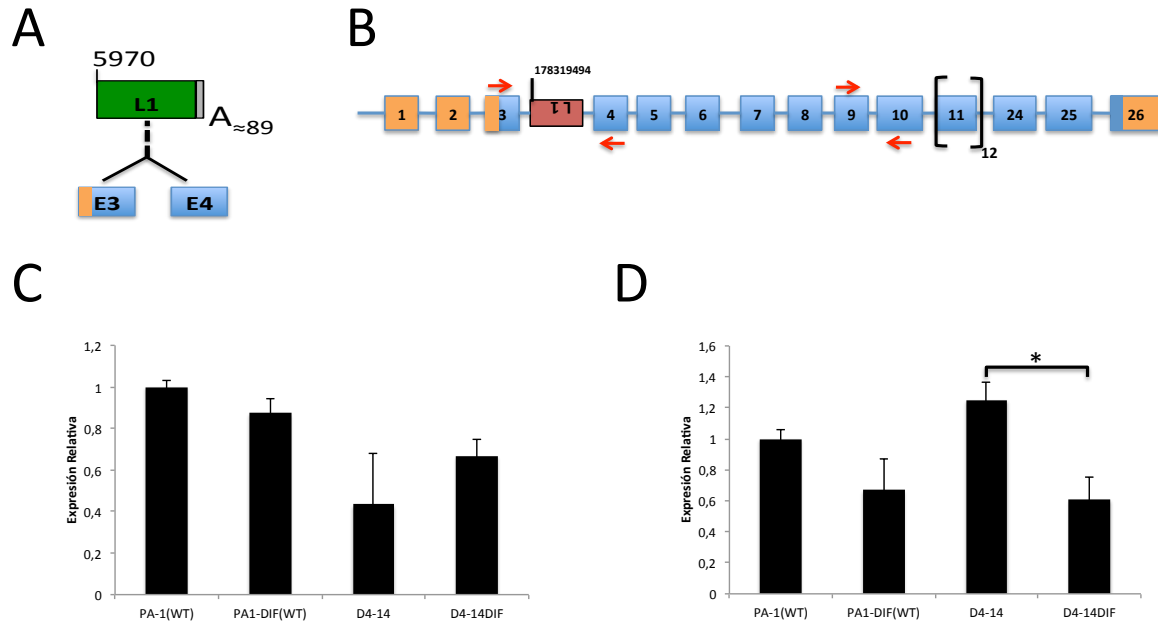 A
5970
L1
A≈89
E3 E4
B
178319494
1 2 3 L1 4 5 6 7 8 9 10 11 24 25 26
12
C
1,2
1
0,8
0,6
0,4
0,2
0
Expresión Relativa
PA-1(WT) PA1-DIF(WT) D4-14 D4-14DIF
D
1,6
1,4
1,2
1
0,8
0,6
0,4
0,2
0
Expresión Relativa
*
PA-1(WT) PA1-DIF(WT) D4-14 D4-14DIF